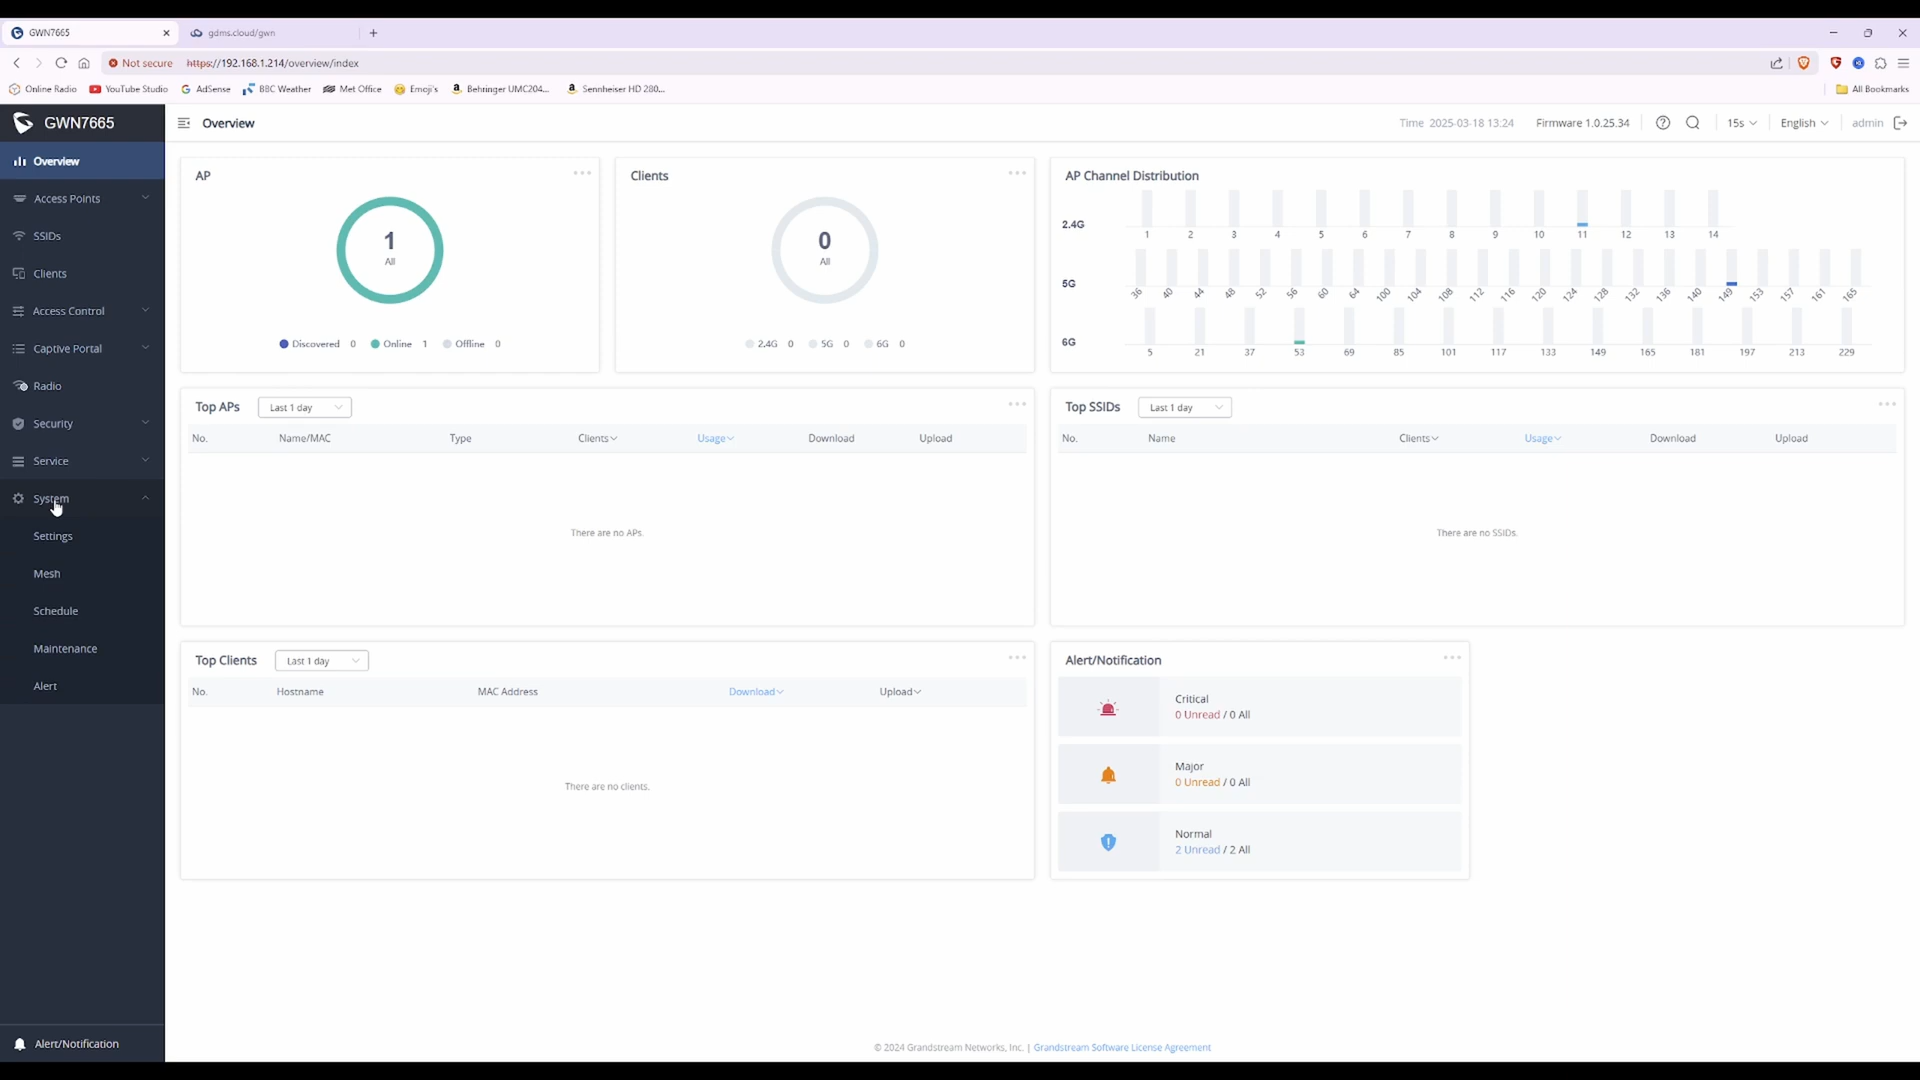 GWN7665
gdms.cloud/gwn
Not secure https://192.168.1.214/overview/index
Online Radio YouTube Studio AdSense BBC Weather Met Office Emoji's Behringer UMC204... Sennheiser HD 280... All Bookmarks
GWN7665
Overview
Time 2025-03-18 13:24 Firmware 1.0.25.34 15s English admin
Overview
Access Points
SSIDs
Clients
Access Control
Captive Portal
Radio
Security
Service
System
Settings
Mesh
Schedule
Maintenance
Alert
Alert/Notification
AP
1
All
Discovered 0 Online 1 Offline 0
Clients
0
All
2.4G 0 5G 0 6G 0
AP Channel Distribution
2.4G
1 2 3 4 5 6 7 8 9 10 11 12 13 14
5G
36 40 44 48 52 56 60 64 100 104 108 112 116 120 124 128 132 136 140 149 153 157 161 165
6G
5 21 37 53 69 85 101 117 133 149 165 181 197 213 229
Top APs Last 1 day
No. Name/MAC Type Clients Usage Download Upload
There are no APs.
Top SSIDs Last 1 day
No. Name Clients Usage Download Upload
There are no SSIDs.
Top Clients Last 1 day
No. Hostname MAC Address Download Upload
There are no clients.
Alert/Notification
Critical
0 Unread / 0 All
Major
0 Unread / 0 All
Normal
2 Unread / 2 All
© 2024 Grandstream Networks, Inc. | Grandstream Software License Agreement